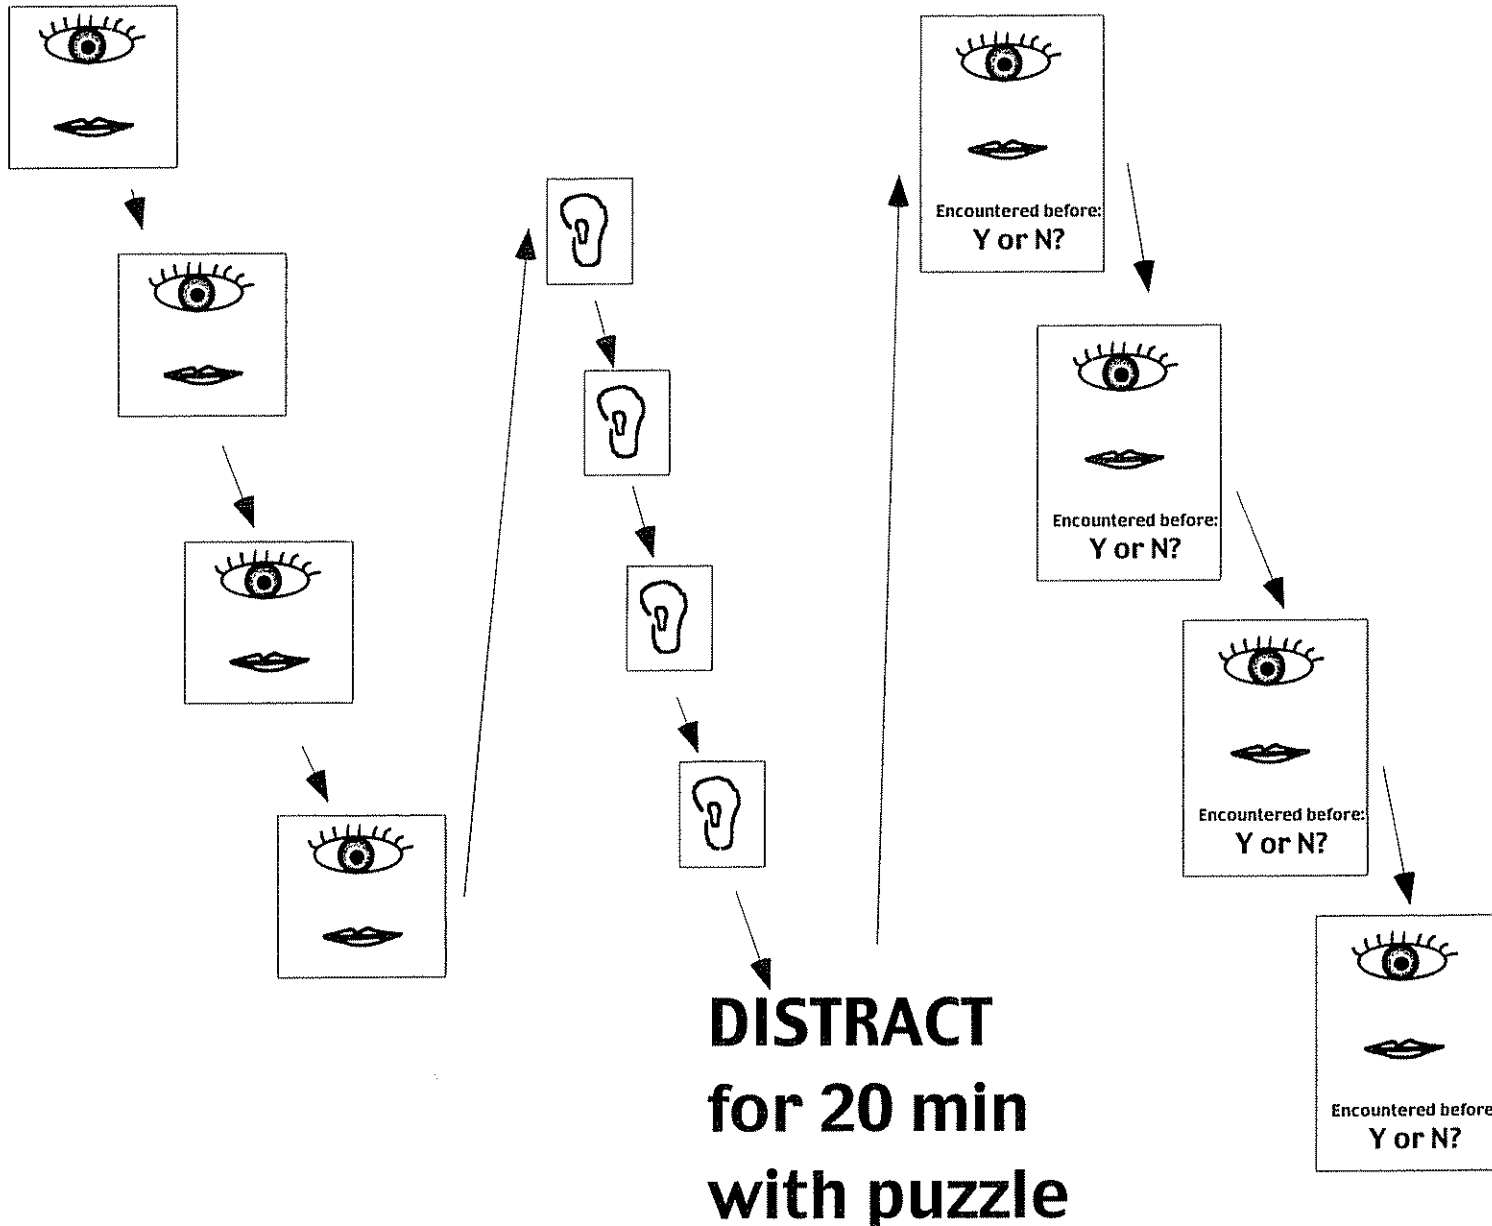 Encountered before:
Y or N?
Encountered before:
Y or N?
Encountered before:
Y or N?
Encountered before
Y or N?
DISTRACT
for 20 min
with puzzle